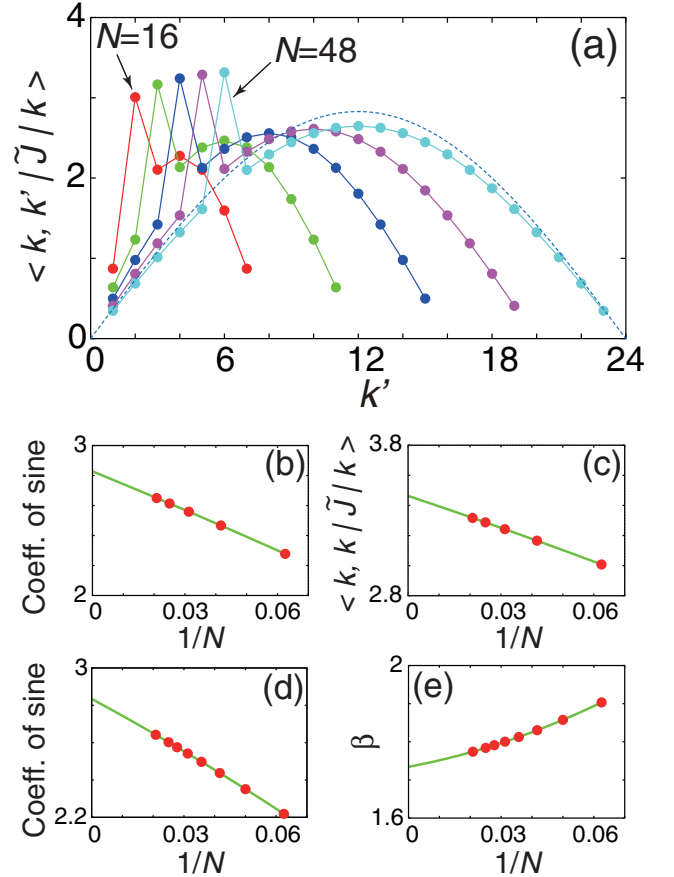 4
N=16
N=48
(a)
2
0
< k, k' | J̃ | k >
0 6 12 18 24
k'
3
(b)
2
Coeff. of sine
0 0.03 0.06
1/N
3.8
(c)
2.8
< k, k | J̃ | k >
0 0.03 0.06
1/N
3
(d)
2.2
Coeff. of sine
0 0.03 0.06
1/N
2
(e)
1.6
β
0 0.03 0.06
1/N